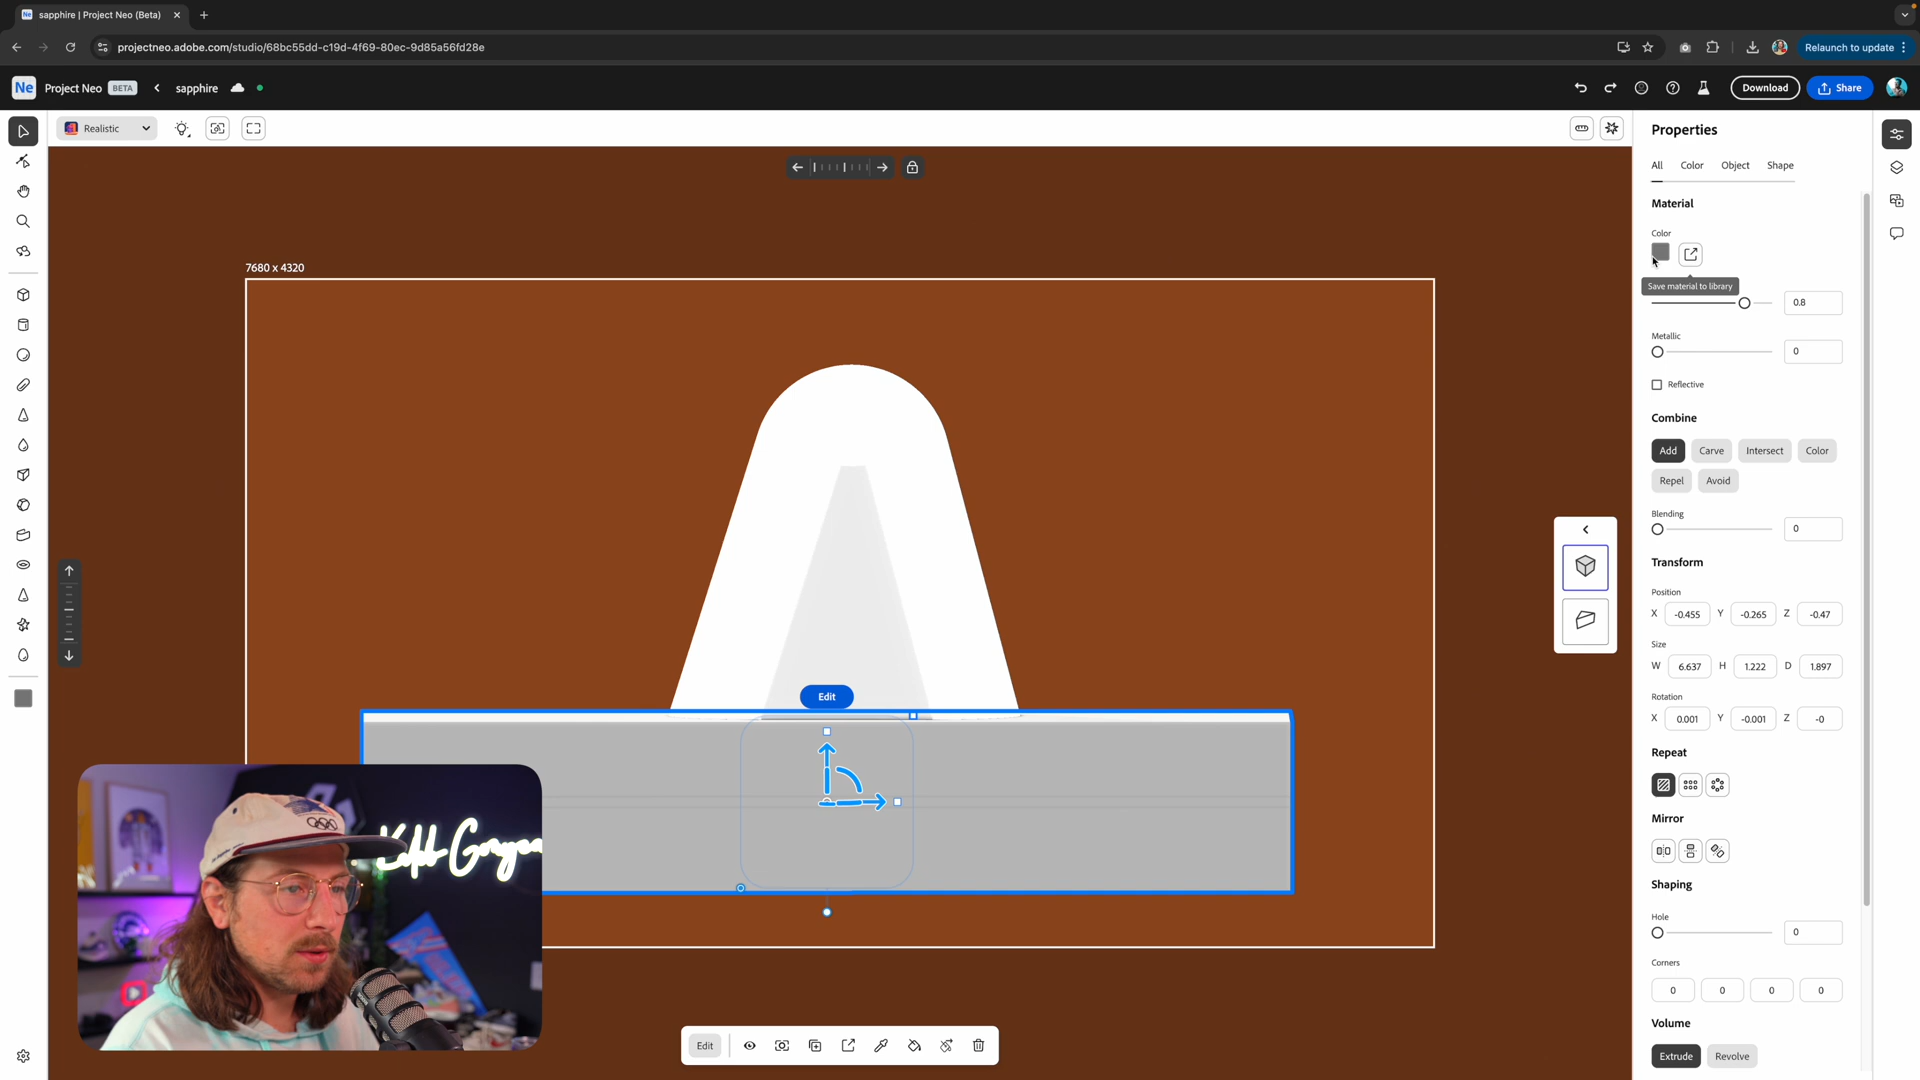 sapphire | Project Neo (Beta)
projectneo.adobe.com/studio/68bc55dd-c19d-4f69-80ec-9d85a56fd28e
Relaunch to update
Ne Project Neo BETA sapphire
Download Share
Realistic
7680 x 4320
Edit
Edit
Properties
All Color Object Shape
Material
Color
Save material to library
0.8
Metallic
0
Reflective
Combine
Add Carve Intersect Color
Repel Avoid
Blending
0
Transform
Position
X -0.455 Y -0.265 Z -0.47
Size
W 6.637 H 1.222 D 1.897
Rotation
X 0.001 Y -0.001 Z -0
Repeat
Mirror
Shaping
Hole
0
Corners
0 0 0 0
Volume
Extrude Revolve